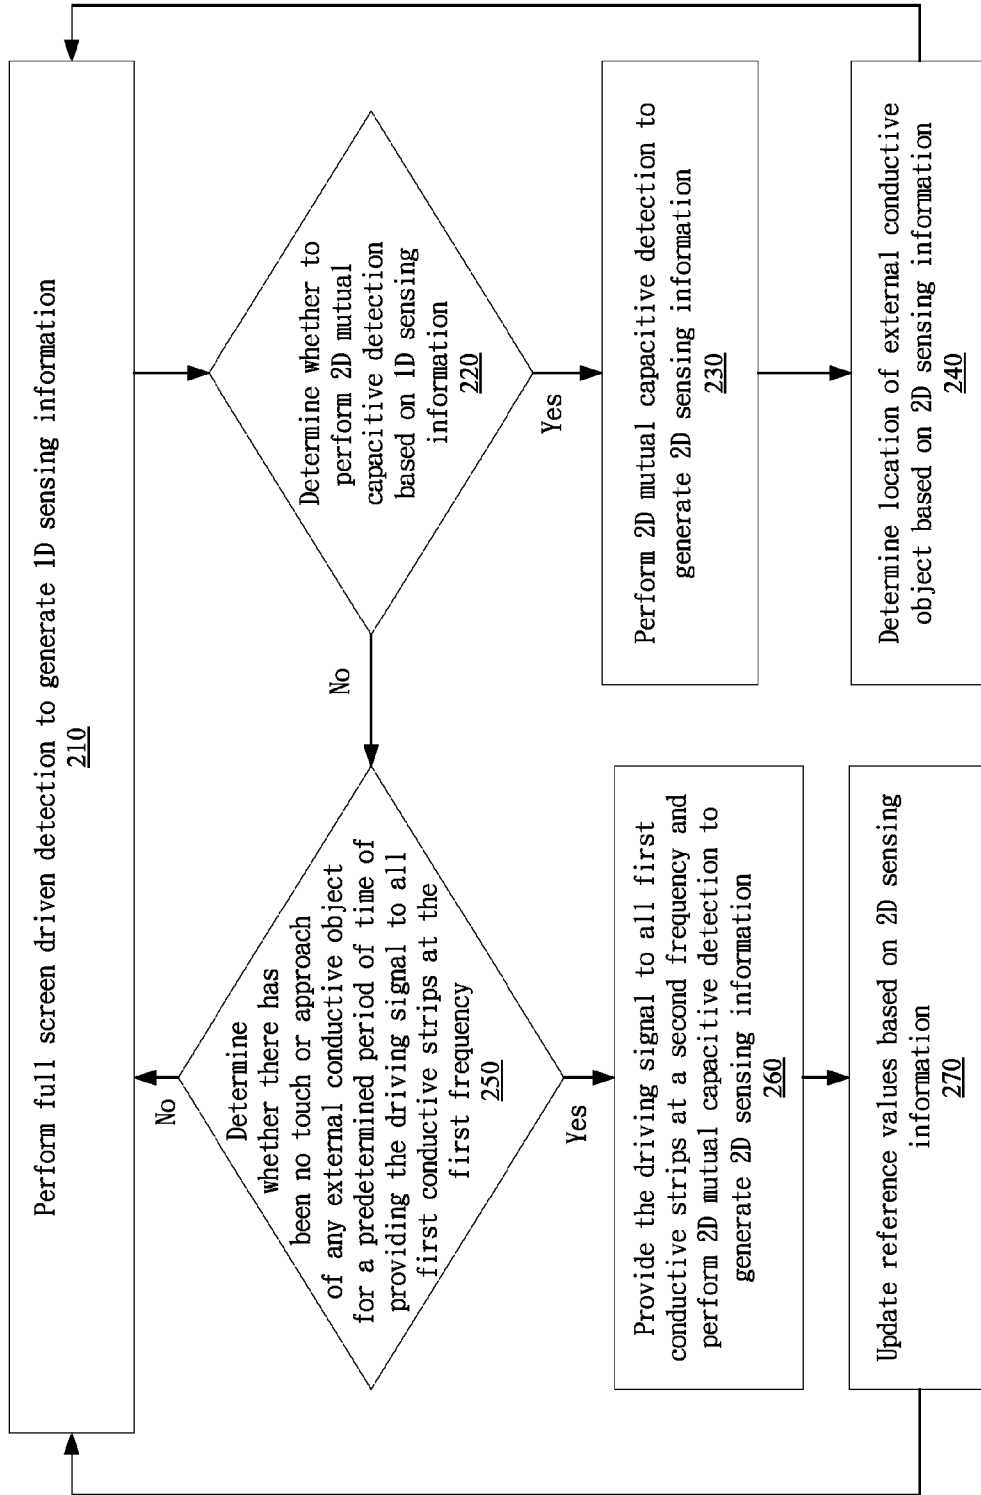 Perform full screen driven detection to generate 1D sensing information
210
Determine whether to
perform 2D mutual
capacitive detection
based on 1D sensing
information
220
Yes
No
Perform 2D mutual capacitive detection to
generate 2D sensing information
230
Determine location of external conductive
object based on 2D sensing information
240
Determine
whether there has
been no touch or approach
of any external conductive object
for a predetermined period of time of
providing the driving signal to all
first conductive strips at the
first frequency
250
No
Yes
Provide the driving signal to all first
conductive strips at a second frequency and
perform 2D mutual capacitive detection to
generate 2D sensing information
260
Update reference values based on 2D sensing
information
270